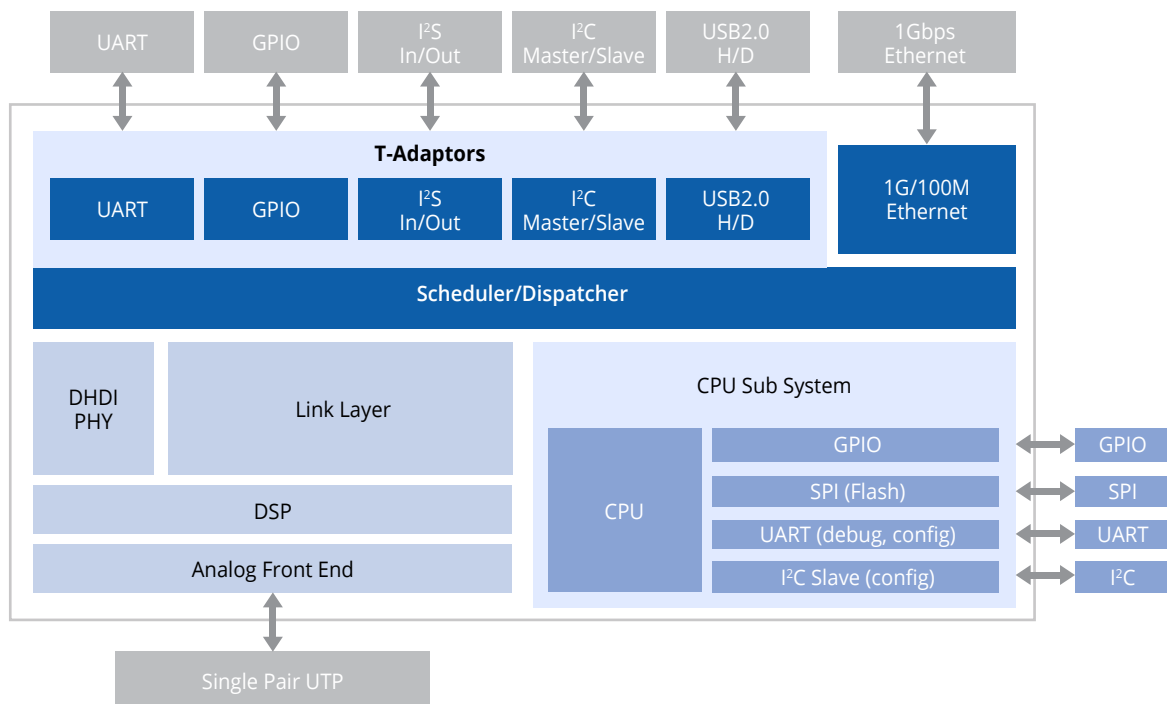 UART
GPIO
I²S
In/Out
I²C
Master/Slave
USB2.0
H/D
1Gbps
Ethernet
T-Adaptors
UART
GPIO
I²S
In/Out
I²C
Master/Slave
USB2.0
H/D
1G/100M
Ethernet
Scheduler/Dispatcher
DHDI
PHY
Link Layer
DSP
Analog Front End
CPU Sub System
CPU
GPIO
SPI (Flash)
UART (debug, config)
I²C Slave (config)
GPIO
SPI
UART
I²C
Single Pair UTP